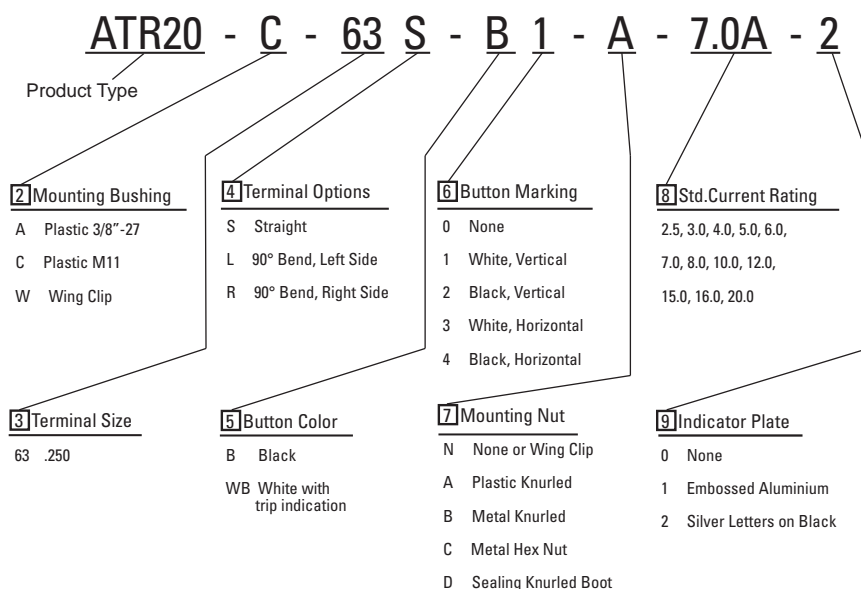 ATR20 - C - 63 S - B 1 - A - 7.0A - 2
Product Type
2 Mounting Bushing
A Plastic 3/8″-27
C Plastic M11
W Wing Clip
4 Terminal Options
S Straight
L 90° Bend, Left Side
R 90° Bend, Right Side
6 Button Marking
0 None
1 White, Vertical
2 Black, Vertical
3 White, Horizontal
4 Black, Horizontal
8 Std.Current Rating
2.5, 3.0, 4.0, 5.0, 6.0,
7.0, 8.0, 10.0, 12.0,
15.0, 16.0, 20.0
3 Terminal Size
63 .250
5 Button Color
B Black
WB White with
trip indication
7 Mounting Nut
N None or Wing Clip
A Plastic Knurled
B Metal Knurled
C Metal Hex Nut
D Sealing Knurled Boot
9 Indicator Plate
0 None
1 Embossed Aluminium
2 Silver Letters on Black